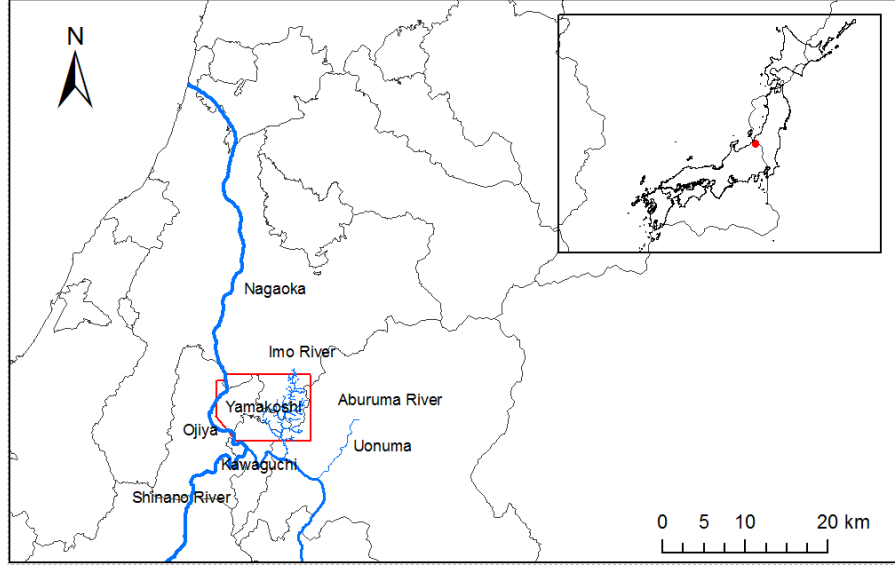 N
Nagaoka
Imo River
Yamakoshi
Aburuma River
Ojiya
Uonuma
Kawaguchi
Shinano River
0 5 10 20 km